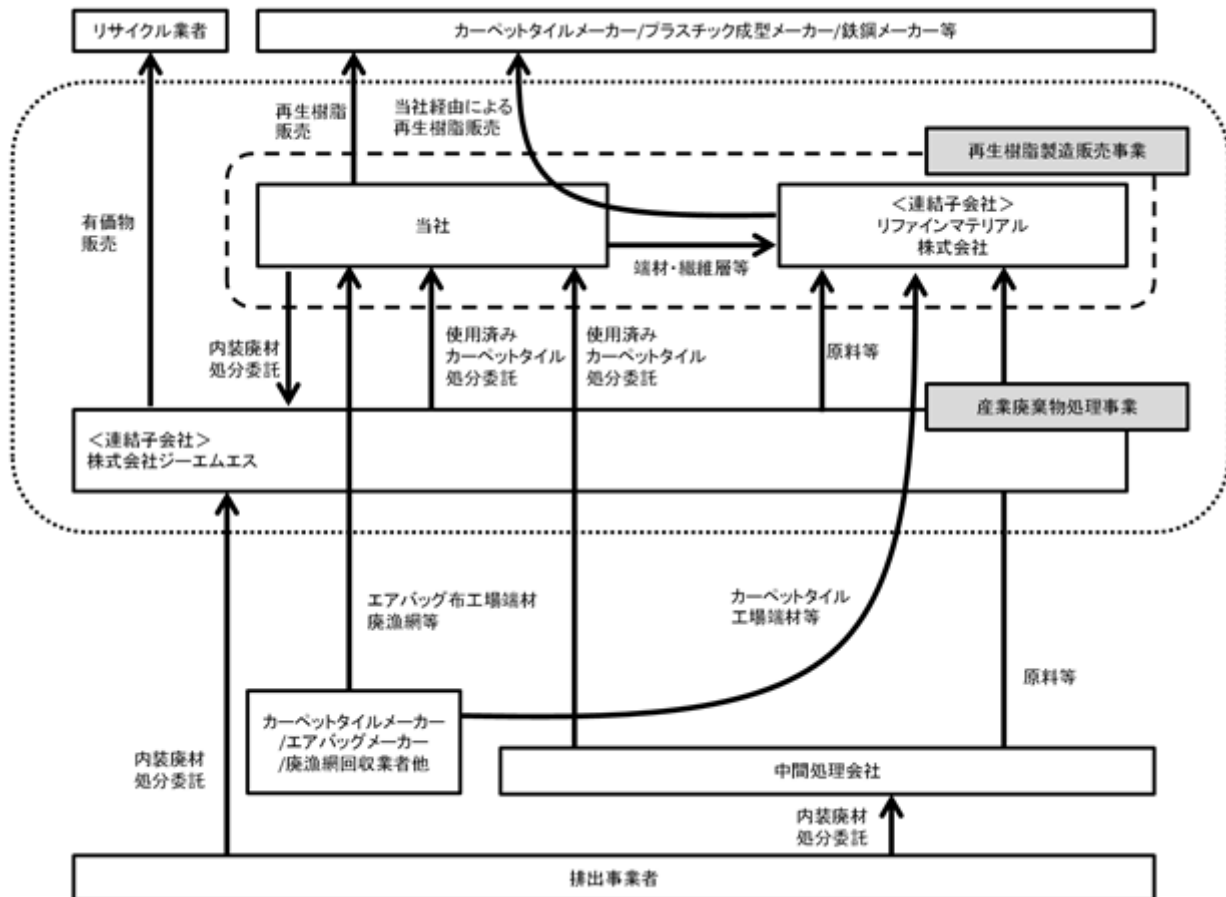 リサイクル業者
カーペットタイルメーカー/プラスチック成型メーカー/鉄鋼メーカー等
再生樹脂
販売
当社経由による
再生樹脂販売
再生樹脂製造販売事業
有価物
販売
当社
＜連結子会社＞
リファインマテリアル
株式会社
端材・繊維層等
内装廃材
処分委託
使用済み
カーペットタイル
処分委託
使用済み
カーペットタイル
処分委託
原料等
産業廃棄物処理事業
＜連結子会社＞
株式会社ジーエムエス
エアバッグ布工場端材
廃漁網等
カーペットタイル
工場端材等
原料等
カーペットタイルメーカー
/エアバッグメーカー
/廃漁網回収業者他
内装廃材
処分委託
中間処理会社
内装廃材
処分委託
排出事業者